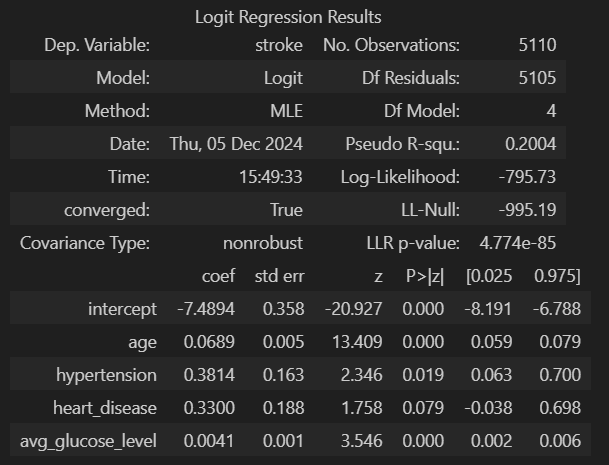 Logit Regression Results
Dep. Variable: stroke No. Observations: 5110
Model: Logit Df Residuals: 5105
Method: MLE Df Model: 4
Date: Thu, 05 Dec 2024 Pseudo R-squ.: 0.2004
Time: 15:49:33 Log-Likelihood: -795.73
converged: True LL-Null: -995.19
Covariance Type: nonrobust LLR p-value: 4.774e-85
coef std err z P>|z| [0.025 0.975]
intercept -7.4894 0.358 -20.927 0.000 -8.191 -6.788
age 0.0689 0.005 13.409 0.000 0.059 0.079
hypertension 0.3814 0.163 2.346 0.019 0.063 0.700
heart_disease 0.3300 0.188 1.758 0.079 -0.038 0.698
avg_glucose_level 0.0041 0.001 3.546 0.000 0.002 0.006